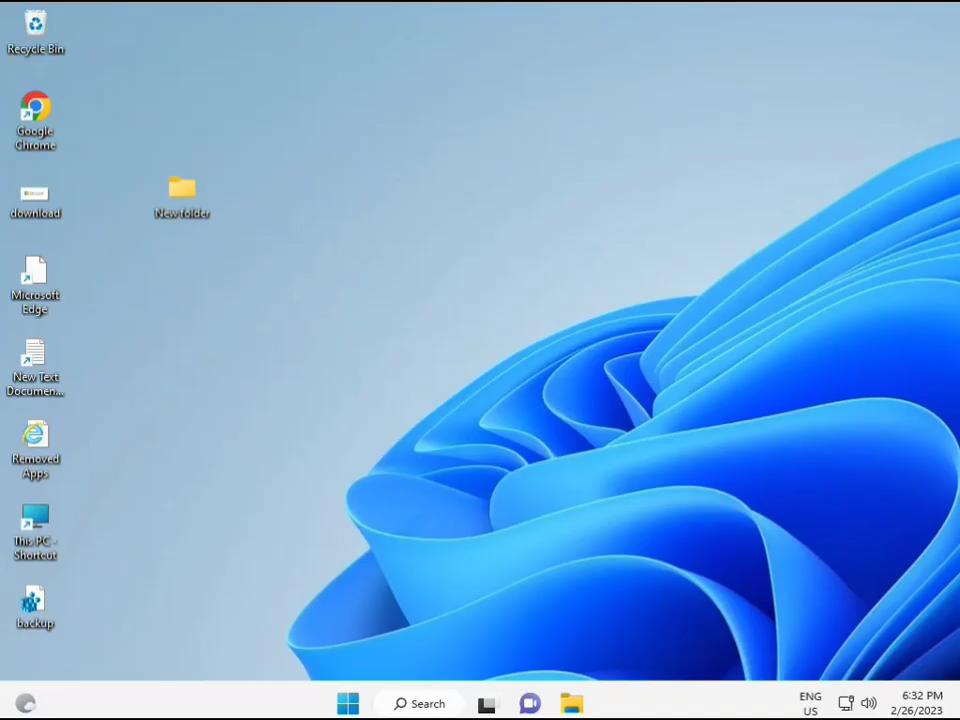 Recycle Bin
Google
Chrome
download
New folder
Microsoft
Edge
New Text
Documen...
Removed
Apps
This PC -
Shortcut
backup
Search
ENG
US
6:32 PM
2/26/2023